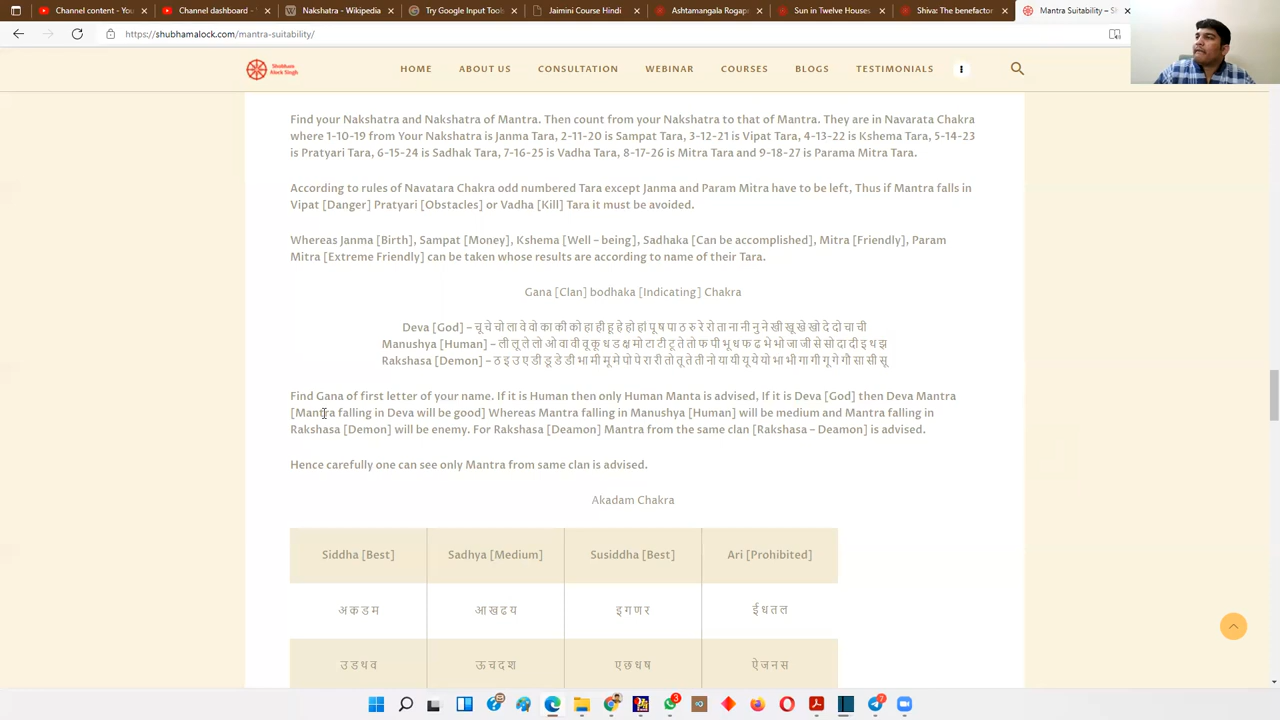 Content - YouTu
Channel dashboard -
Nakshatra - Wikipedia
Try Google Input Tools
Jaimini Course Hindi
Ashtamangala Rogap
Sun in Twelve Houses
Shiva: The benefactor
Mantra Suitability – S
https://shubhamalock.com/mantra-suitability/
ShubHam
Alock Singh
HOME ABOUT US CONSULTATION WEBINAR COURSES BLOGS TESTIMONIALS
Find your Nakshatra and Nakshatra of Mantra. Then count from your Nakshatra to that of Mantra. They are in Navarata Chakra
where 1-10-19 from Your Nakshatra is Janma Tara, 2-11-20 is Sampat Tara, 3-12-21 is Vipat Tara, 4-13-22 is Kshema Tara, 5-14-23
is Pratyari Tara, 6-15-24 is Sadhak Tara, 7-16-25 is Vadha Tara, 8-17-26 is Mitra Tara and 9-18-27 is Parama Mitra Tara.
According to rules of Navatara Chakra odd numbered Tara except Janma and Param Mitra have to be left, Thus if Mantra falls in
Vipat [Danger] Pratyari [Obstacles] or Vadha [Kill] Tara it must be avoided.
Whereas Janma [Birth], Sampat [Money], Kshema [Well – being], Sadhaka [Can be accomplished], Mitra [Friendly], Param
Mitra [Extreme Friendly] can be taken whose results are according to name of their Tara.
Gana [Clan] bodhaka [Indicating] Chakra
Deva [God] – चू चे चो ला वे वो का की को हा ही हू हे हो हां पू ष पा ठ रु रे रो ता ना नी नु ने खी खू खे खो दे दो चा ची
Manushya [Human] – ली लू ले लो ओ वा वी वू कू ध ड क्ष मो टा टी टू ते तो फ पी भू ध फ ढ भे भो जा जी से सो दा दी इ थ झ
Rakshasa [Demon] – ठ इ उ ए डी डू डे डी भा मी मू मे पो पे रा री तो तू ते ती नो या यी यू ये यो भा भी गा गी गू गे गौ सा सी सू
Find Gana of first letter of your name. If it is Human then only Human Manta is advised, If it is Deva [God] then Deva Mantra
[Mantra falling in Deva will be good] Whereas Mantra falling in Manushya [Human] will be medium and Mantra falling in
Rakshasa [Demon] will be enemy. For Rakshasa [Deamon] Mantra from the same clan [Rakshasa – Deamon] is advised.
Hence carefully one can see only Mantra from same clan is advised.
Akadam Chakra
Siddha [Best] Sadhya [Medium] Susiddha [Best] Ari [Prohibited]
अ क ड म आ ख ढ य इ ग ण र ई ध त ल
उ ड ध व ऊ च द श ए छ ध ष ऐ ज न स